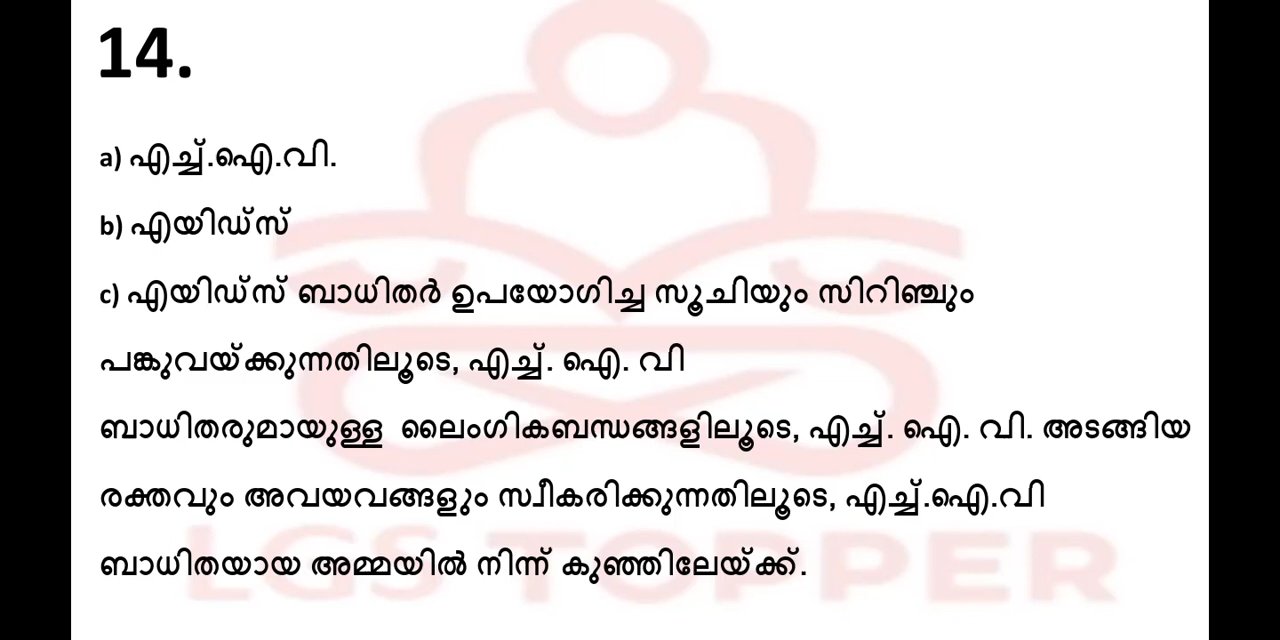 14.
a) എച്ച്.ഐ.വി.
b) എയിഡ്സ്
c) എയിഡ്സ് ബാധിതർ ഉപയോഗിച്ച സൂചിയും സിറിഞ്ചും
പങ്കുവയ്ക്കുന്നതിലൂടെ, എച്ച്. ഐ. വി
ബാധിതരുമായുള്ള ലൈംഗികബന്ധങ്ങളിലൂടെ, എച്ച്. ഐ. വി. അടങ്ങിയ
രക്തവും അവയവങ്ങളും സ്വീകരിക്കുന്നതിലൂടെ, എച്ച്.ഐ.വി
ബാധിതയായ അമ്മയിൽ നിന്ന് കുഞ്ഞിലേയ്ക്ക്.
LGS TOPPER